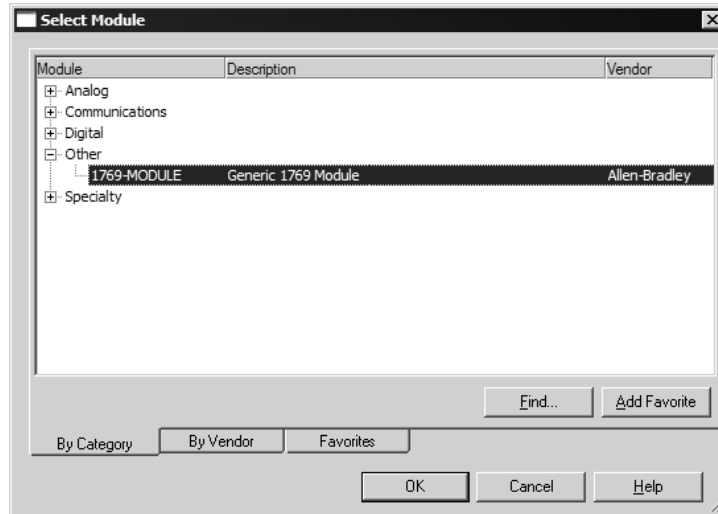 Select Module
Module Description Vendor
Analog
Communications
Digital
Other
1769-MODULE Generic 1769 Module Allen-Bradley
Specialty
Find... Add Favorite
By Category By Vendor Favorites
OK Cancel Help